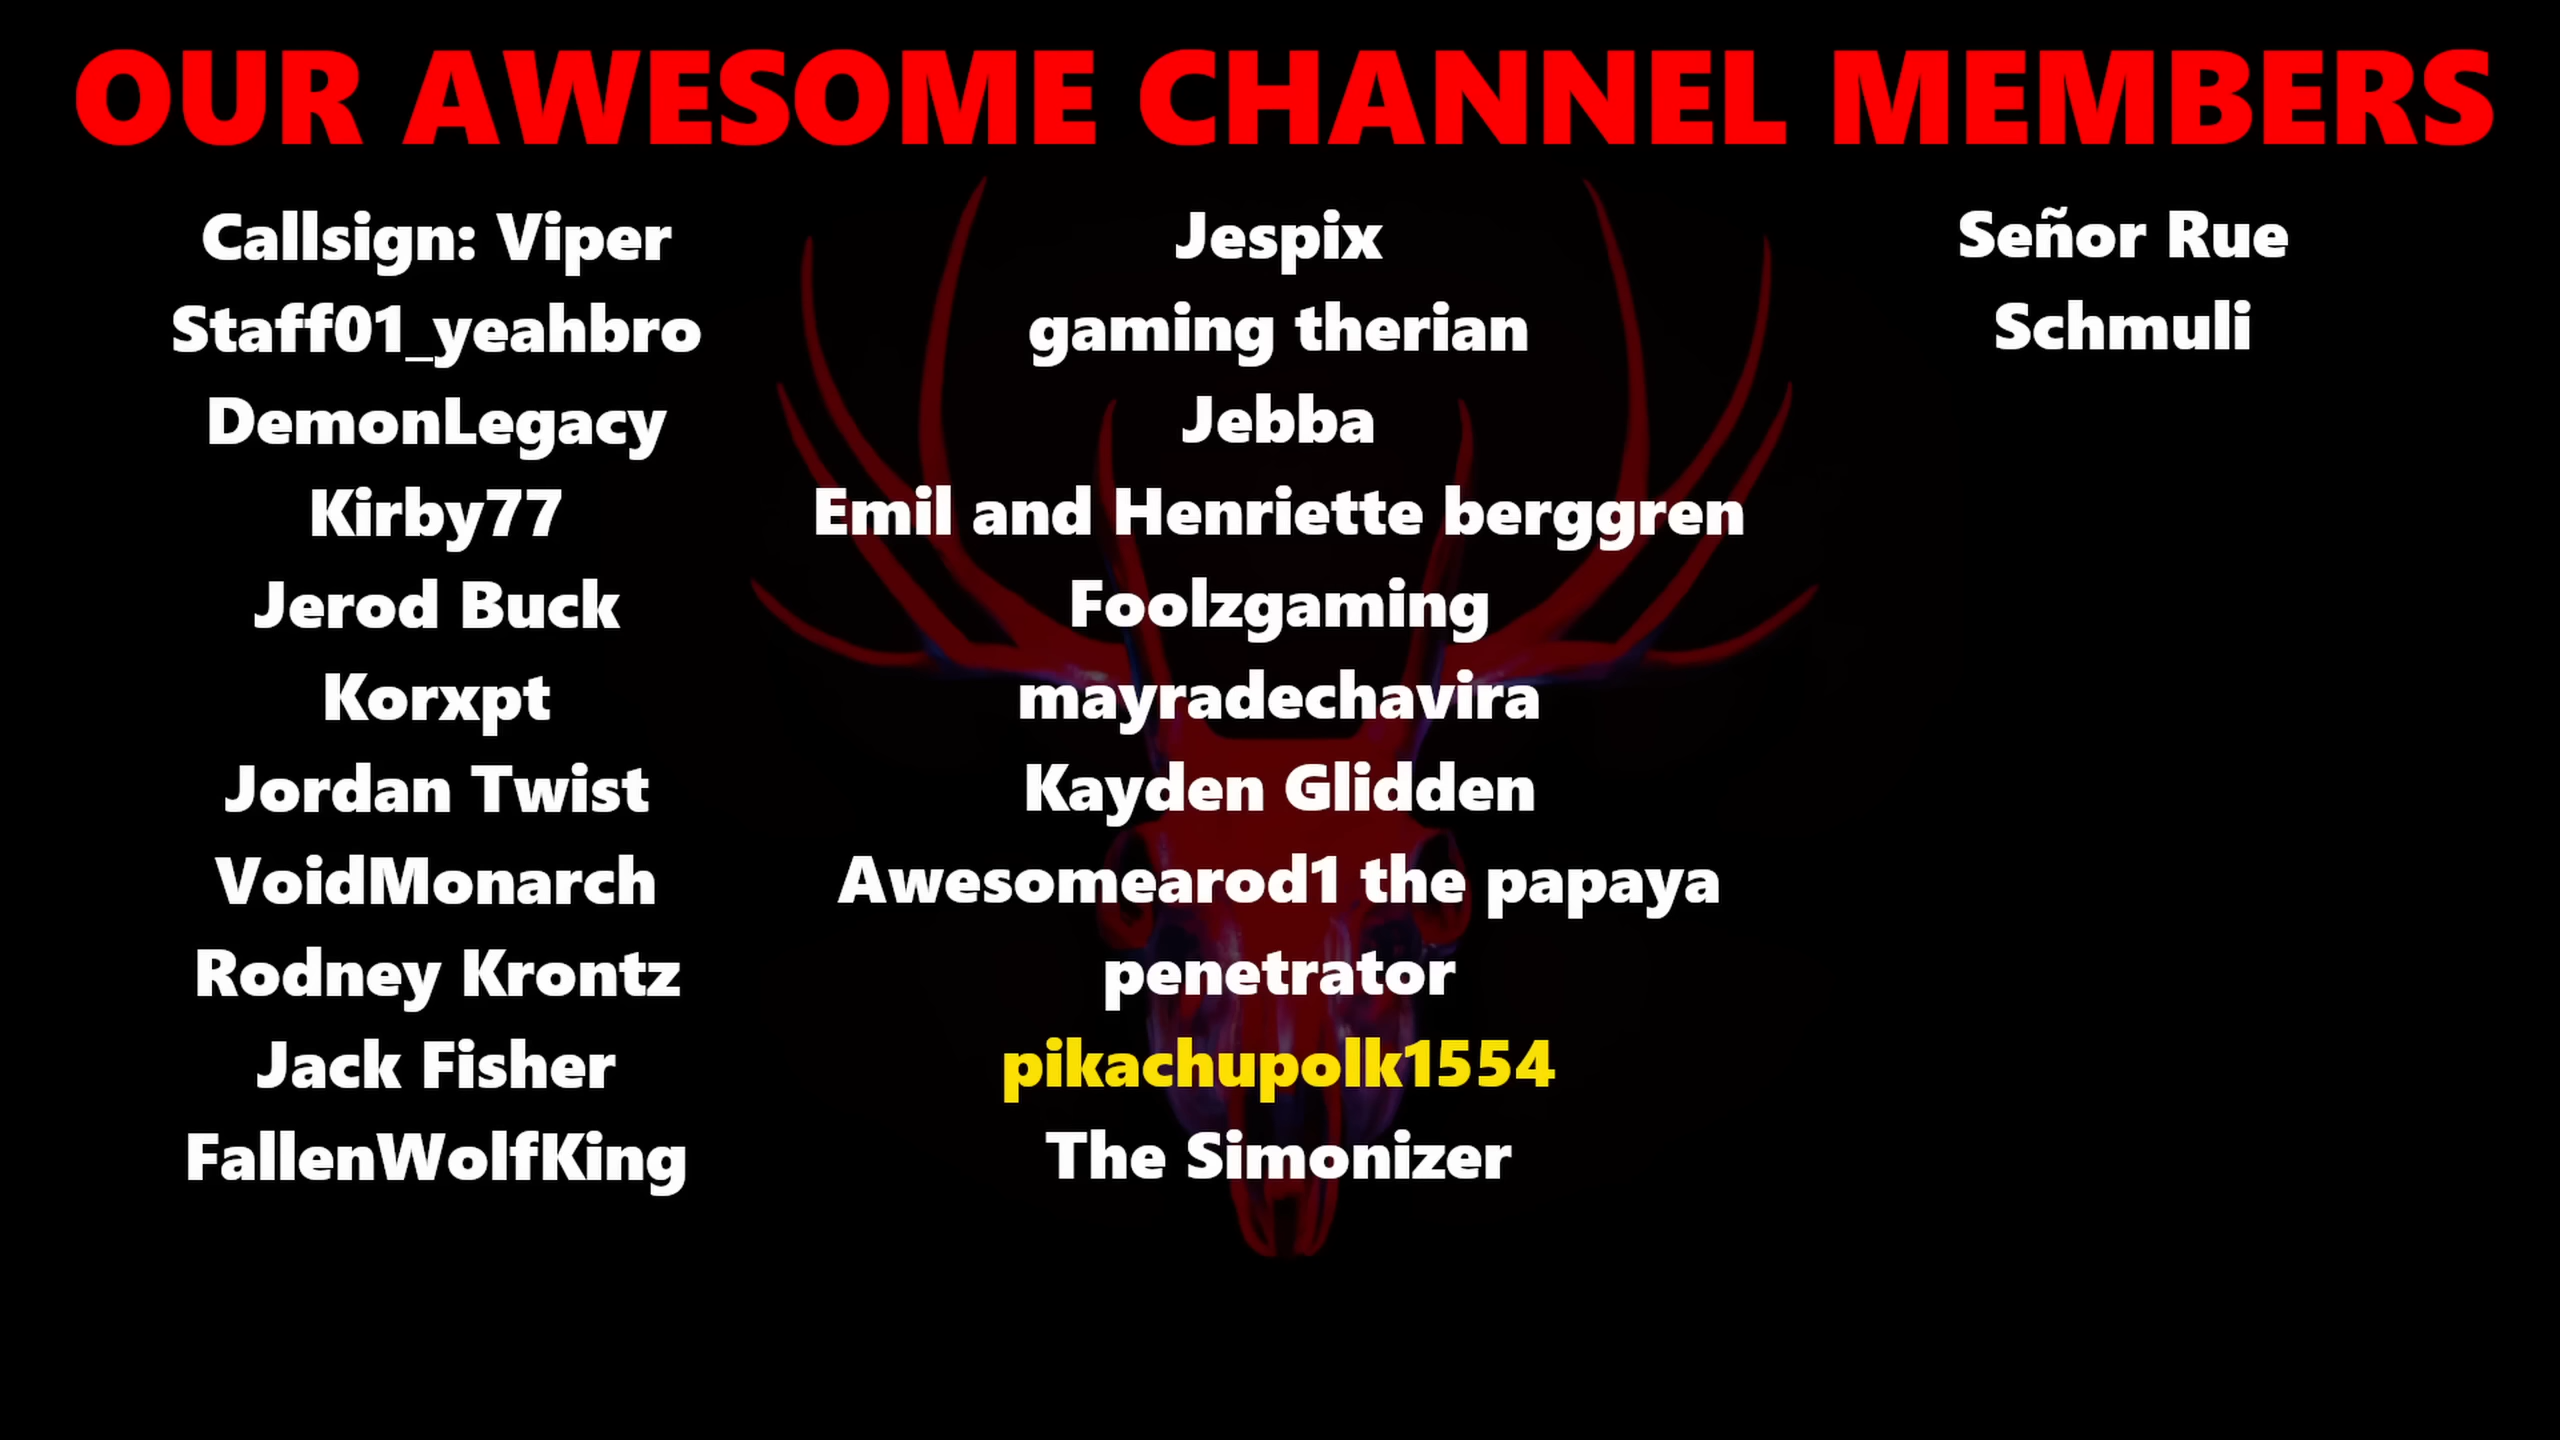 OUR AWESOME CHANNEL MEMBERS
Callsign: Viper
Staff01_yeahbro
DemonLegacy
Kirby77
Jerod Buck
Korxpt
Jordan Twist
VoidMonarch
Rodney Krontz
Jack Fisher
FallenWolfKing
Jespix
gaming therian
Jebba
Emil and Henriette berggren
Foolzgaming
mayradechavira
Kayden Glidden
Awesomearod1 the papaya
penetrator
pikachupolk1554
The Simonizer
Señor Rue
Schmuli